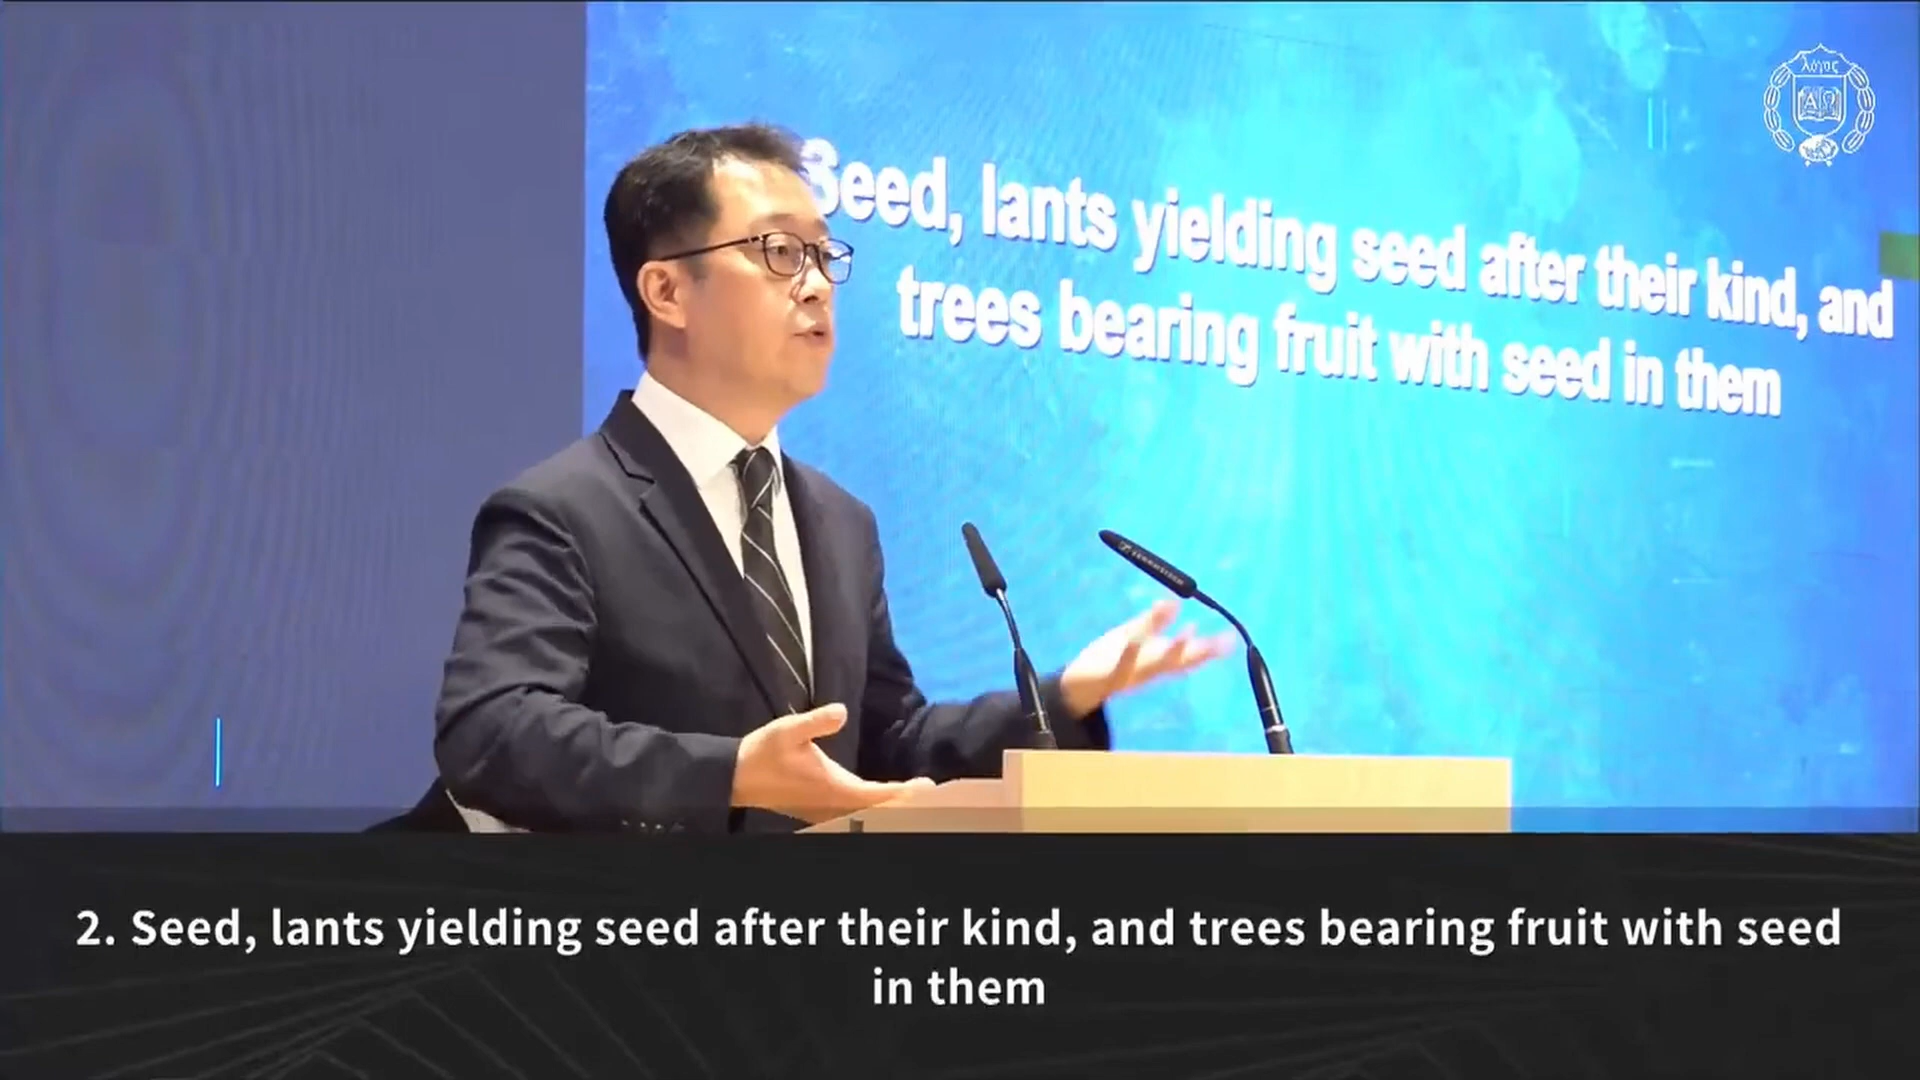 λόγος
Α Ω
Seed, lants yielding seed after their kind, and
trees bearing fruit with seed in them
2. Seed, lants yielding seed after their kind, and trees bearing fruit with seed
in them